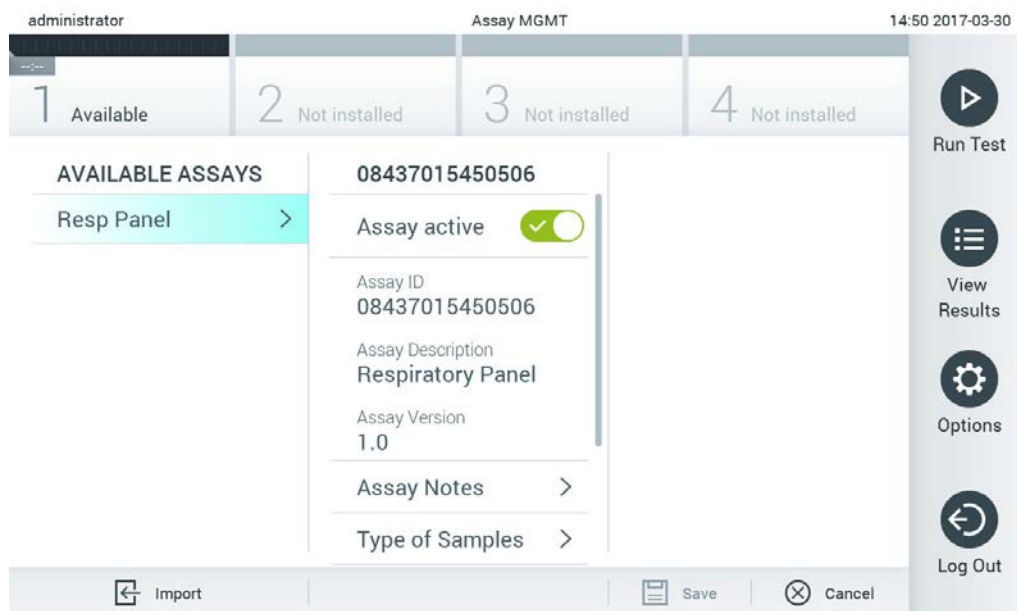 administrator
Assay MGMT
14:50 2017-03-30
--:--
1 Available
2 Not installed
3 Not installed
4 Not installed
Run Test
AVAILABLE ASSAYS
Resp Panel
08437015450506
Assay active
Assay ID
08437015450506
Assay Description
Respiratory Panel
Assay Version
1.0
Assay Notes
Type of Samples
View
Results
Options
Log Out
Import
Save
Cancel